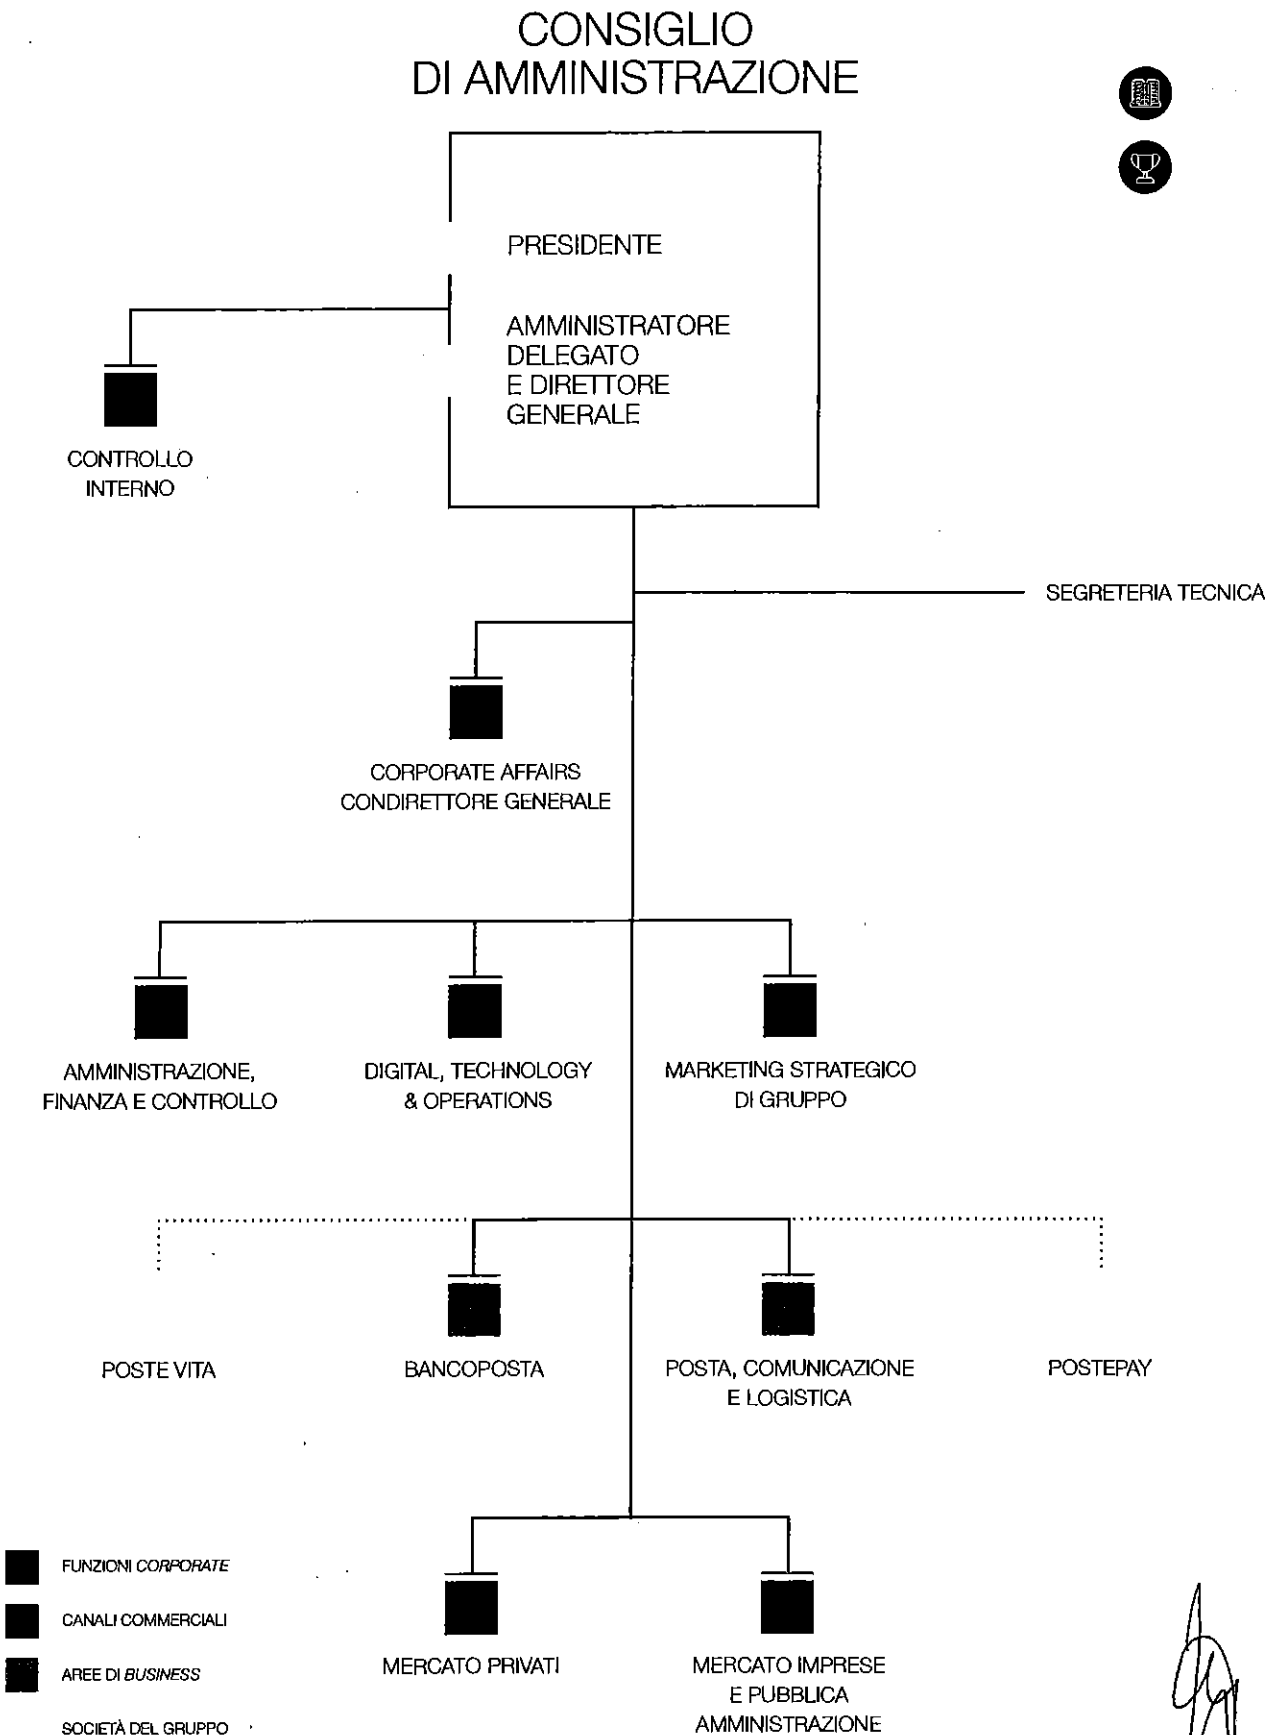 CONSIGLIO
DI AMMINISTRAZIONE
PRESIDENTE
AMMINISTRATORE
DELEGATO
E DIRETTORE
GENERALE
CONTROLLO
INTERNO
SEGRETERIA TECNICA
CORPORATE AFFAIRS
CONDIRETTORE GENERALE
AMMINISTRAZIONE,
FINANZA E CONTROLLO
DIGITAL, TECHNOLOGY
& OPERATIONS
MARKETING STRATEGICO
DI GRUPPO
POSTE VITA
BANCOPOSTA
POSTA, COMUNICAZIONE
E LOGISTICA
POSTEPAY
MERCATO PRIVATI
MERCATO IMPRESE
E PUBBLICA
AMMINISTRAZIONE
FUNZIONI CORPORATE
CANALI COMMERCIALI
AREE DI BUSINESS
SOCIETÀ DEL GRUPPO